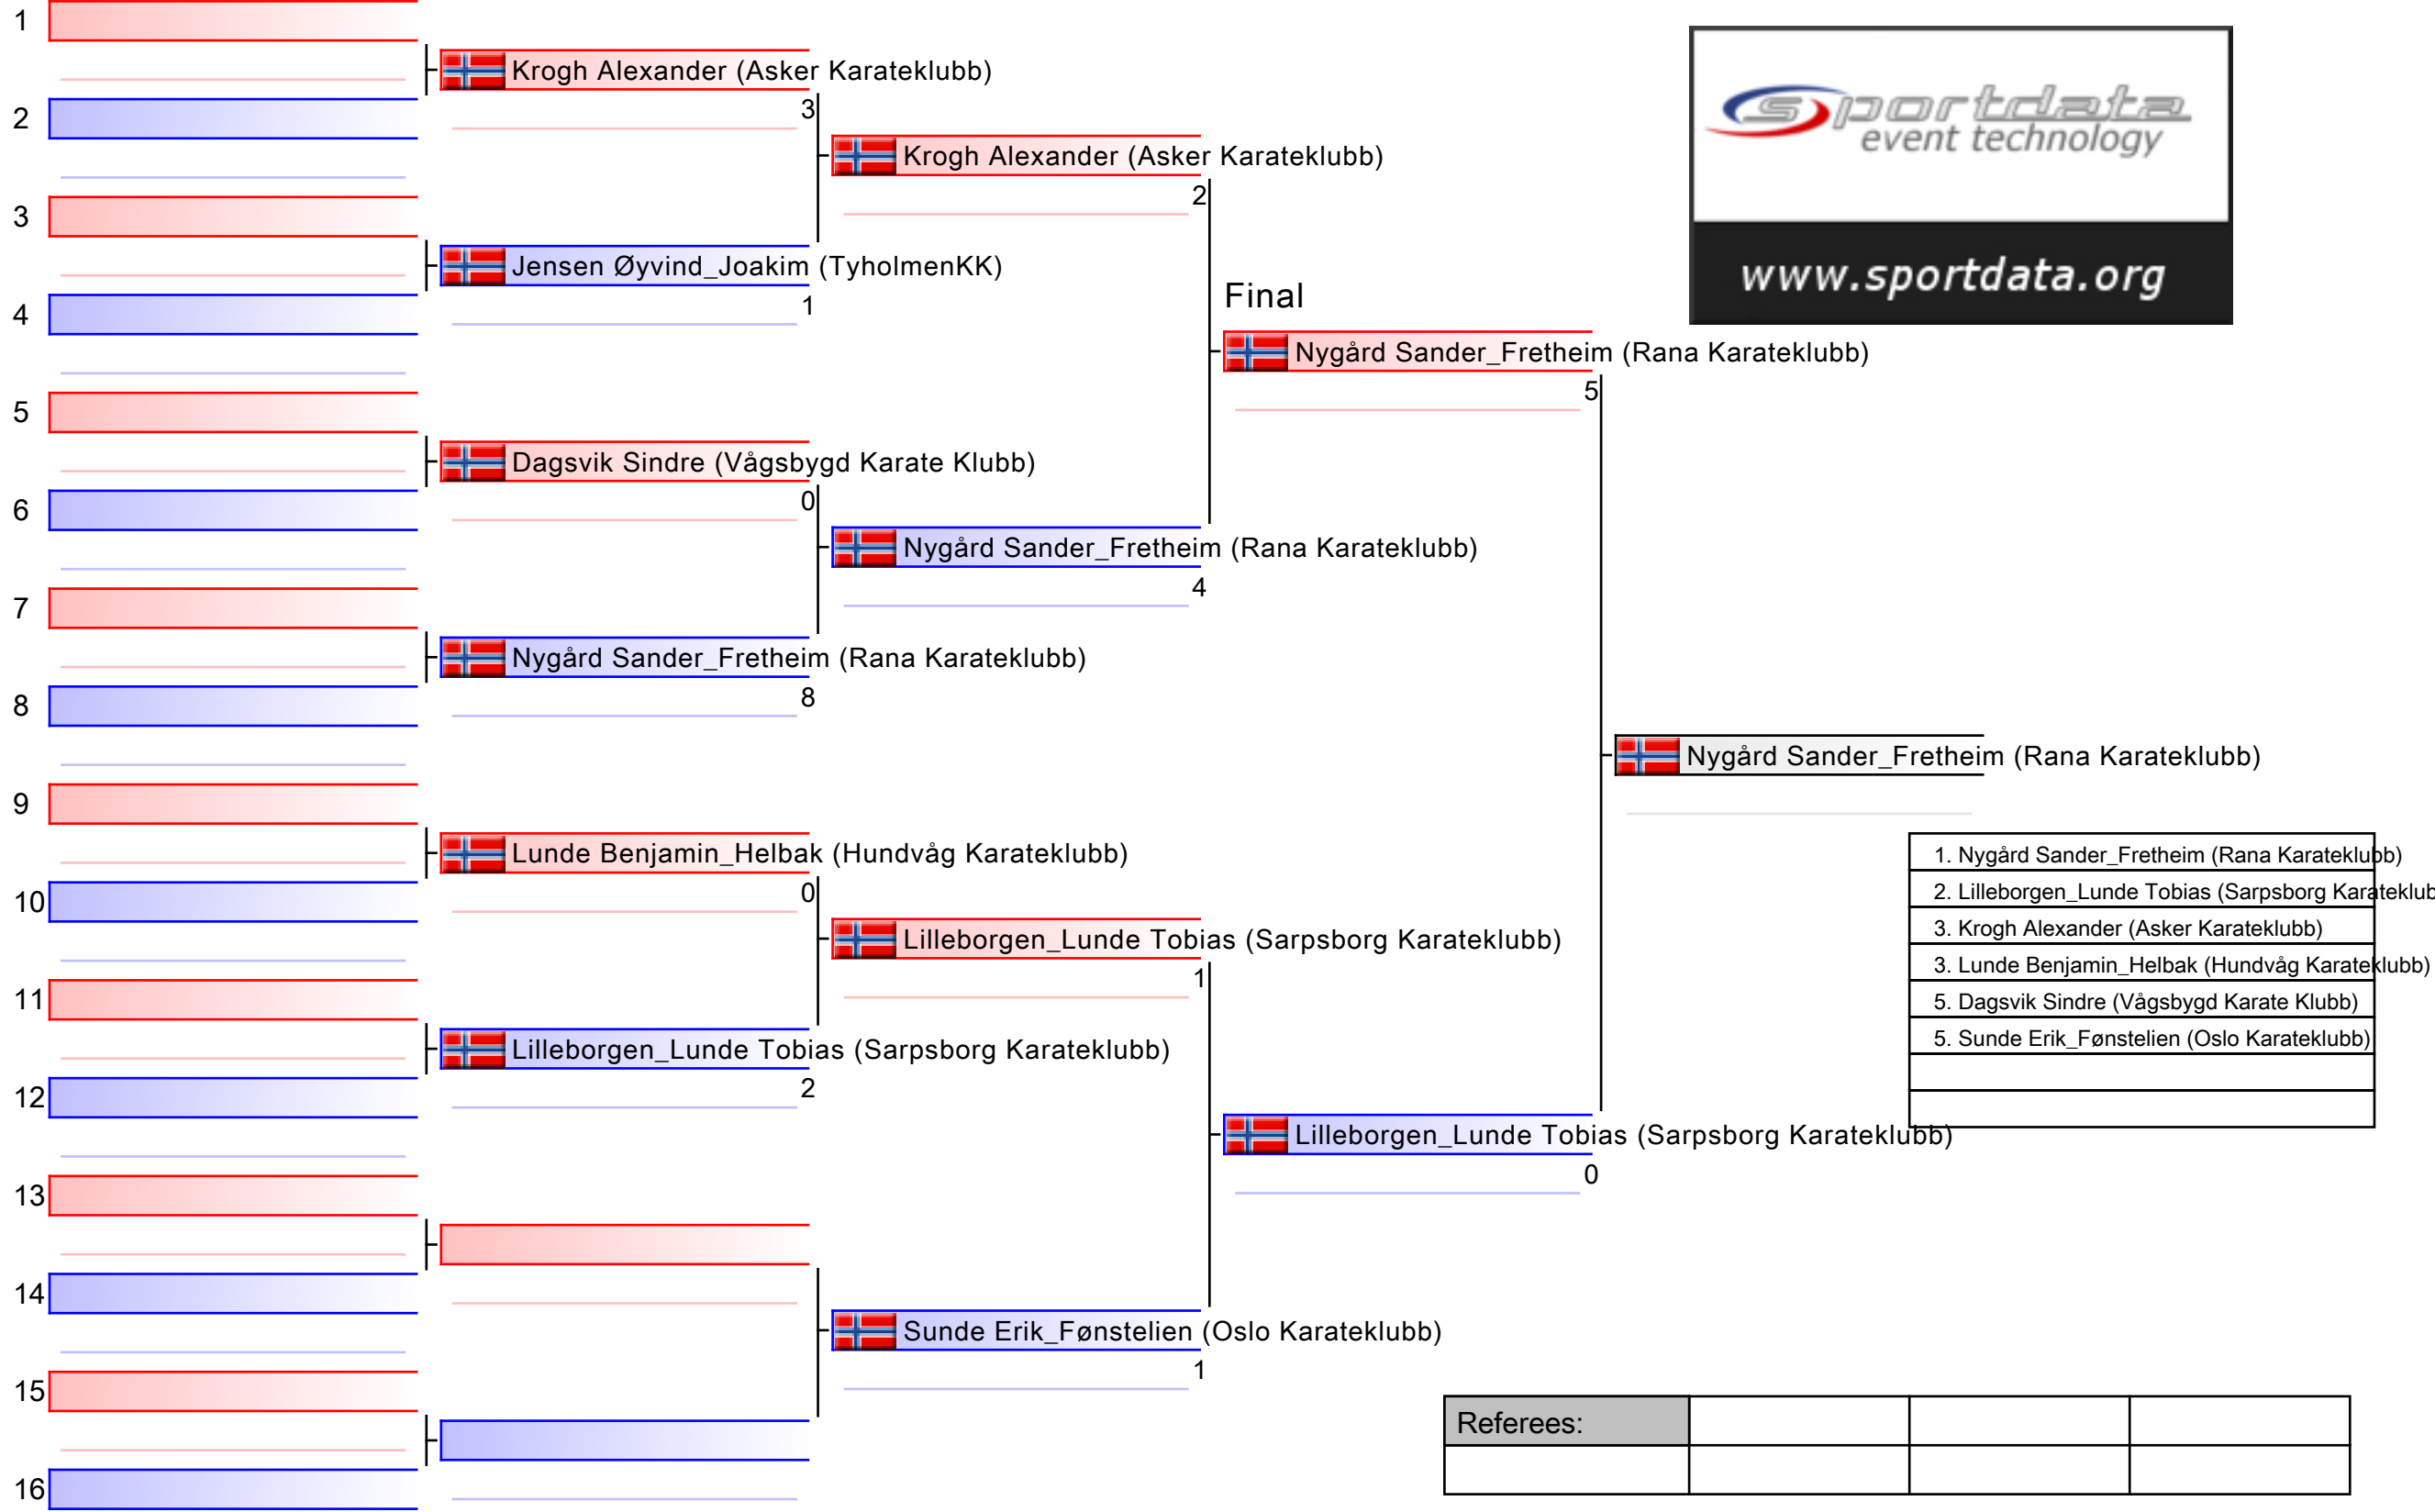 1
Krogh Alexander (Asker Karateklubb)
3
2
Krogh Alexander (Asker Karateklubb)
2
3
Jensen Øyvind_Joakim (TyholmenKK)
1
4
Final
Nygård Sander_Fretheim (Rana Karateklubb)
5
5
Dagsvik Sindre (Vågsbygd Karate Klubb)
0
6
Nygård Sander_Fretheim (Rana Karateklubb)
4
7
Nygård Sander_Fretheim (Rana Karateklubb)
8
8
Nygård Sander_Fretheim (Rana Karateklubb)
9
Lunde Benjamin_Helbak (Hundvåg Karateklubb)
0
10
Lilleborgen_Lunde Tobias (Sarpsborg Karateklubb)
1
11
Lilleborgen_Lunde Tobias (Sarpsborg Karateklubb)
2
12
Lilleborgen_Lunde Tobias (Sarpsborg Karateklubb)
0
13
14
Sunde Erik_Fønstelien (Oslo Karateklubb)
1
15
16
sportdata
event technology
www.sportdata.org
1. Nygård Sander_Fretheim (Rana Karateklubb)
2. Lilleborgen_Lunde Tobias (Sarpsborg Karateklub
3. Krogh Alexander (Asker Karateklubb)
3. Lunde Benjamin_Helbak (Hundvåg Karateklubb)
5. Dagsvik Sindre (Vågsbygd Karate Klubb)
5. Sunde Erik_Fønstelien (Oslo Karateklubb)
Referees: